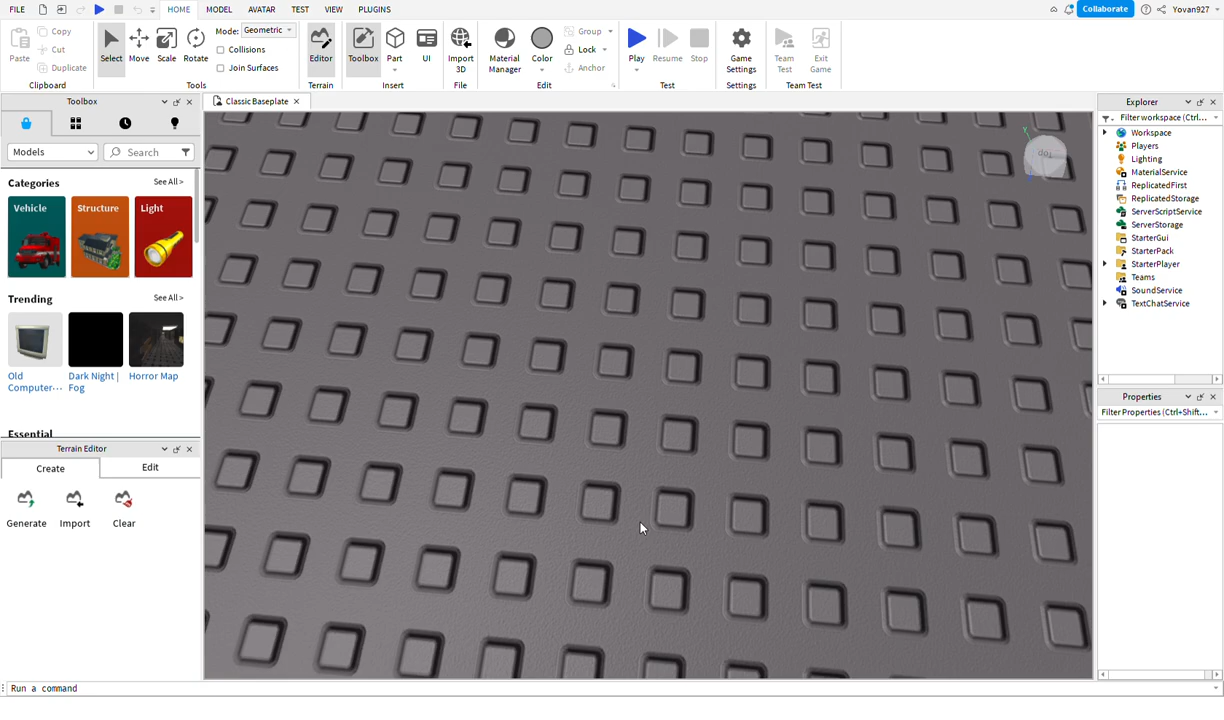 FILE HOME MODEL AVATAR TEST VIEW PLUGINS Collaborate Yovan927
Paste Copy Cut Duplicate Clipboard
Select Move Scale Rotate Mode: Geometric Collisions Join Surfaces Tools
Editor Terrain
Toolbox Part UI Insert
Import 3D File
Material Manager Color Group Lock Anchor Edit
Play Resume Stop Test
Game Settings Settings
Team Test Exit Game Team Test
Toolbox
Classic Baseplate
Models Search
Categories See All >
Vehicle Structure Light
Trending See All >
Old Computer···
Dark Night | Fog
Horror Map
Essential
Terrain Editor
Create Edit
Generate Import Clear
Top
Y
Explorer
Filter workspace (Ctrl...
Workspace
Players
Lighting
MaterialService
ReplicatedFirst
ReplicatedStorage
ServerScriptService
ServerStorage
StarterGui
StarterPack
StarterPlayer
Teams
SoundService
TextChatService
Properties
Filter Properties (Ctrl+Shift...
Run a command